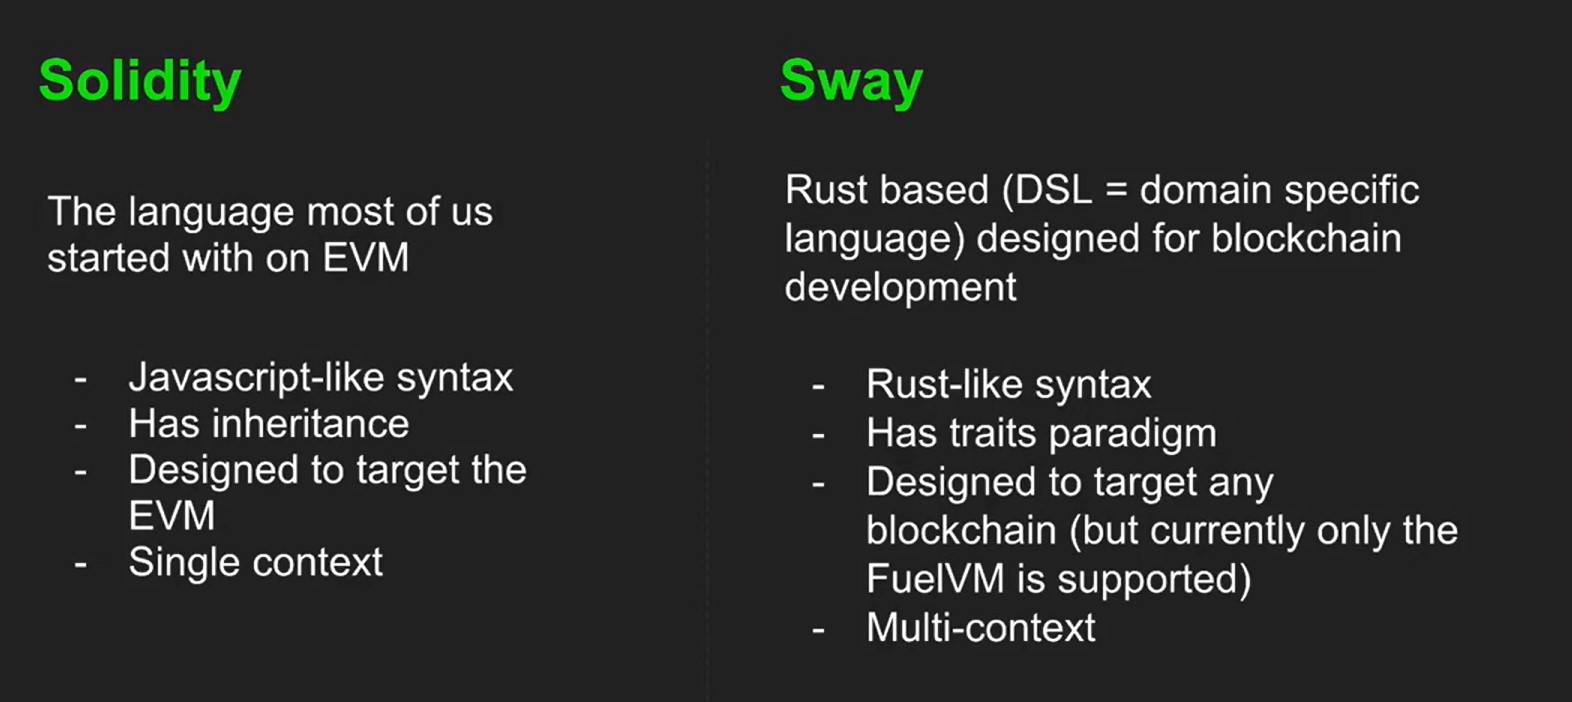 Solidity
The language most of us
started with on EVM
- Javascript-like syntax
- Has inheritance
- Designed to target the
EVM
- Single context
Sway
Rust based (DSL = domain specific
language) designed for blockchain
development
- Rust-like syntax
- Has traits paradigm
- Designed to target any
blockchain (but currently only the
FuelVM is supported)
- Multi-context